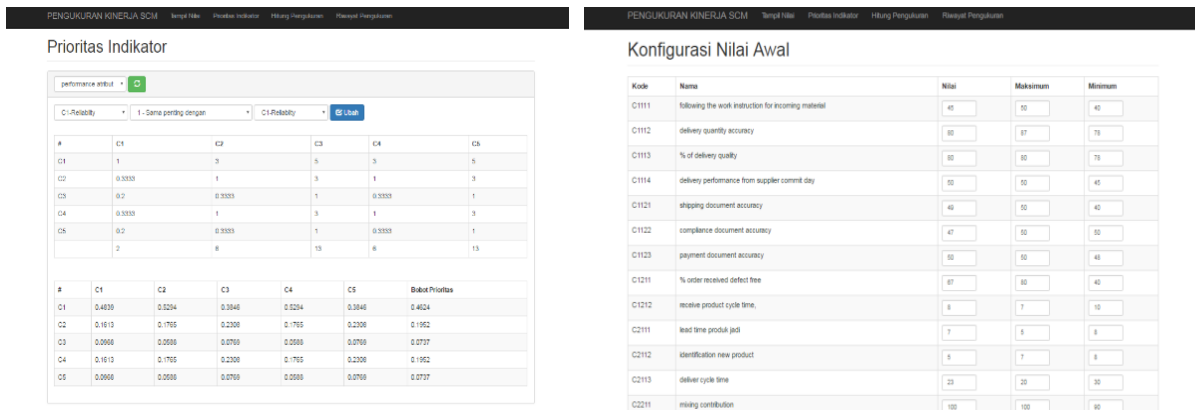 PENGUKURAN KINERJA SCM Tampil Nilai Prioritas Indikator Hitung Pengukuran Riwayat Pengukuran
Prioritas Indikator
performance atribut
C1-Reliablity 1 - Sama penting dengan C1-Reliablity Ubah
# C1 C2 C3 C4 C5
C1 1 3 5 3 5
C2 0.3333 1 3 1 3
C3 0.2 0.3333 1 0.3333 1
C4 0.3333 1 3 1 3
C5 0.2 0.3333 1 0.3333 1
2 6 13 6 13
# C1 C2 C3 C4 C5 Bobot Prioritas
C1 0.4839 0.5294 0.3846 0.5294 0.3846 0.4624
C2 0.1613 0.1765 0.2308 0.1765 0.2308 0.1952
C3 0.0968 0.0588 0.0769 0.0588 0.0769 0.0737
C4 0.1613 0.1765 0.2308 0.1765 0.2308 0.1952
C5 0.0968 0.0588 0.0769 0.0588 0.0769 0.0737
PENGUKURAN KINERJA SCM Tampil Nilai Prioritas Indikator Hitung Pengukuran Riwayat Pengukuran
Konfigurasi Nilai Awal
Kode Nama Nilai Maksimum Minimum
C1111 following the work instruction for incoming material 45 50 40
C1112 delivery quantity accuracy 80 87 78
C1113 % of delivery quality 80 80 78
C1114 delivery performance from supplier commit day 50 50 45
C1121 shipping document accuracy 49 50 40
C1122 compliance document accuracy 47 50 50
C1123 payment document accuracy 50 50 48
C1211 % order received defect free 67 80 40
C1212 receive product cycle time, 8 7 10
C2111 lead time produk jadi 7 5 8
C2112 identification new product 5 7 8
C2113 deliver cycle time 23 20 30
C2211 mixing contribution 100 100 90